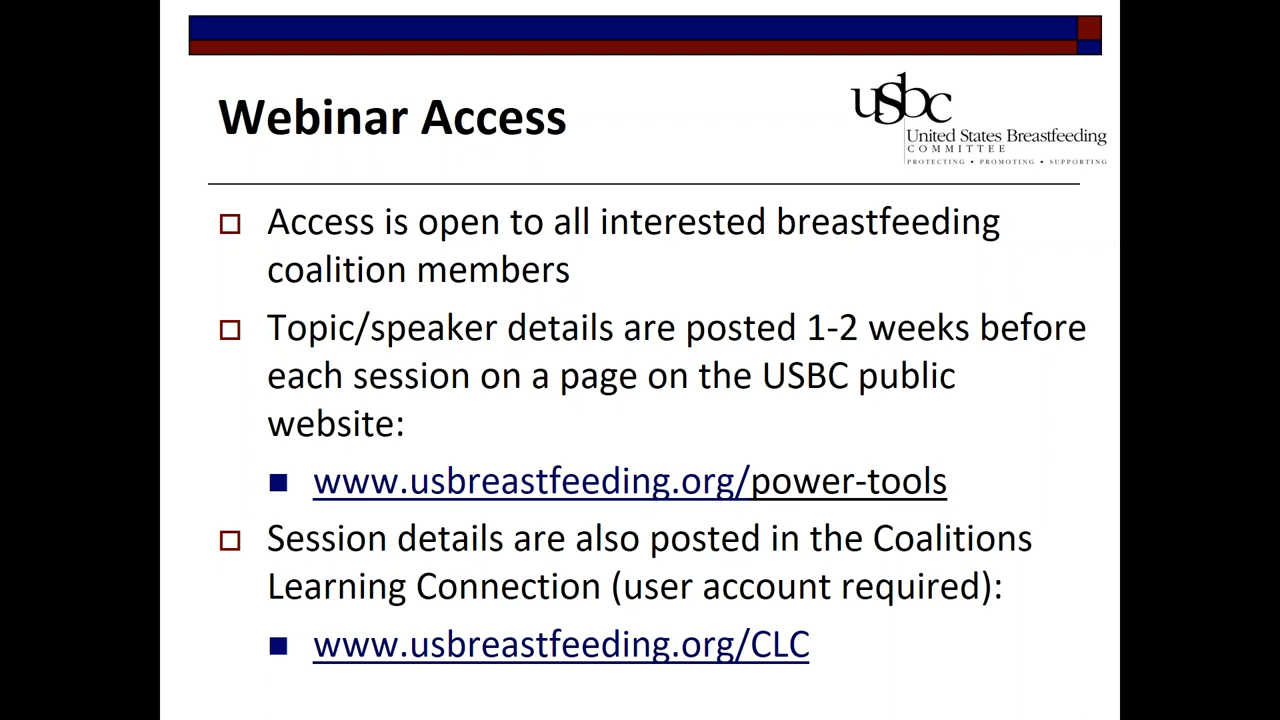 Webinar Access
usbc
United States Breastfeeding
COMMITTEE
PROTECTING • PROMOTING • SUPPORTING
Access is open to all interested breastfeeding
coalition members
Topic/speaker details are posted 1-2 weeks before
each session on a page on the USBC public
website:
www.usbreastfeeding.org/power-tools
Session details are also posted in the Coalitions
Learning Connection (user account required):
www.usbreastfeeding.org/CLC